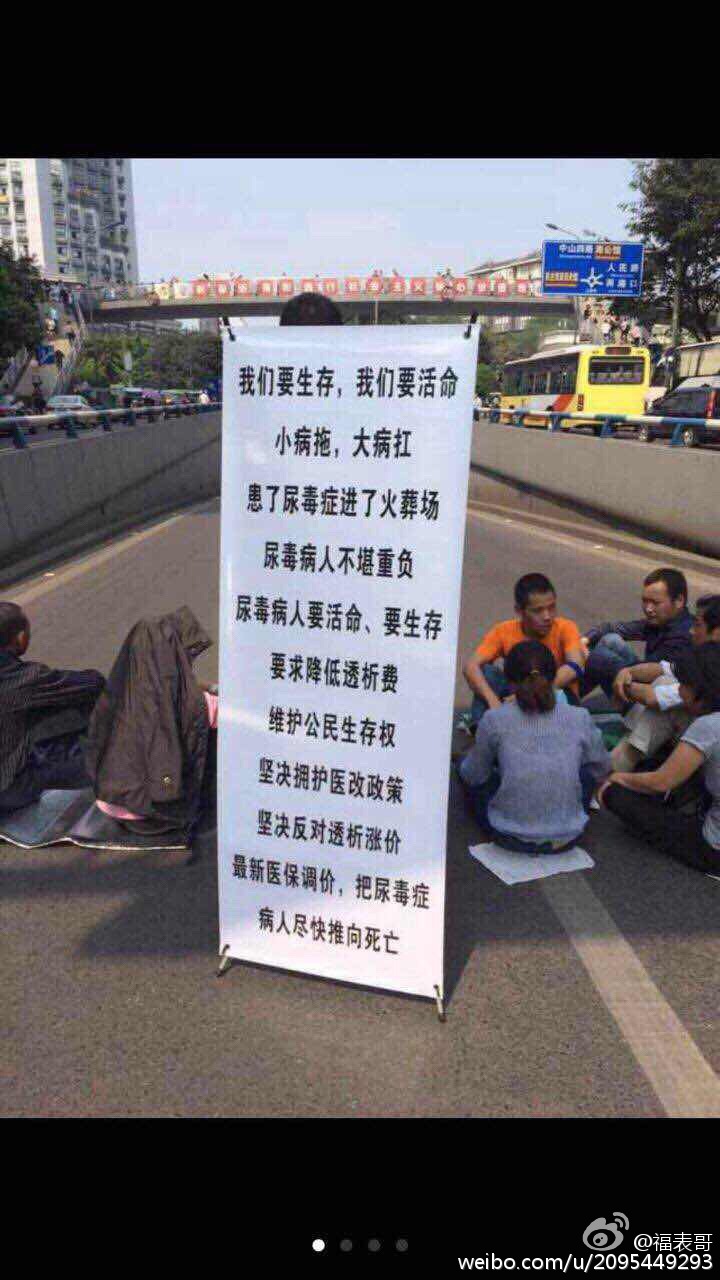 中山四路
人民路
我们要生存，我们要活命
小病拖，大病扛
患了尿毒症进了火葬场
尿毒病人不堪重负
尿毒病人要活命、要生存
要求降低透析费
维护公民生存权
坚决拥护医改政策
坚决反对透析涨价
最新医保调价，把尿毒症
病人尽快推向死亡
@福表哥
weibo.com/u/2095449293